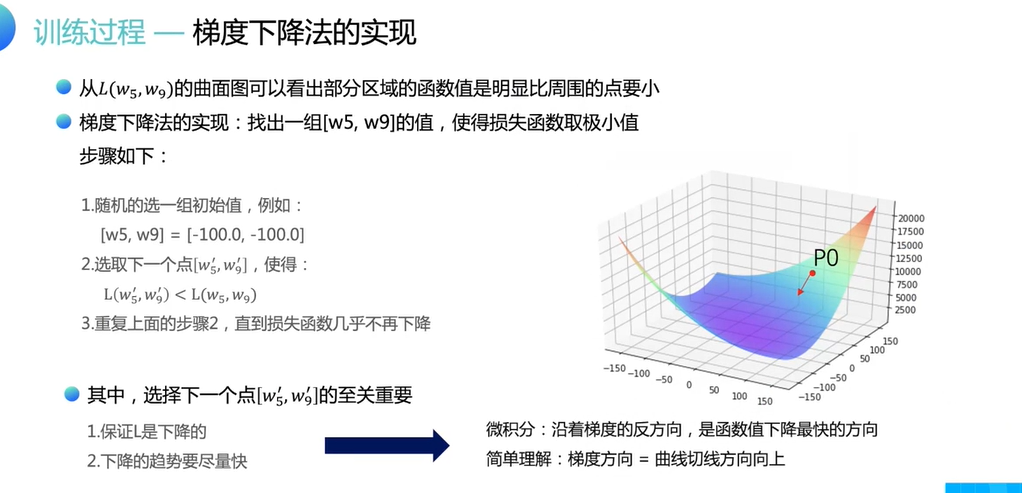 训练过程 — 梯度下降法的实现
从L(w₅,w₉)的曲面图可以看出部分区域的函数值是明显比周围的点要小
梯度下降法的实现：找出一组[w5, w9]的值，使得损失函数取极小值
步骤如下：
1.随机的选一组初始值，例如：
[w5, w9] = [-100.0, -100.0]
2.选取下一个点[w₅′,w₉′]，使得：
L(w₅′,w₉′) < L(w₅,w₉)
3.重复上面的步骤2，直到损失函数几乎不再下降
P0
20000
17500
15000
12500
10000
7500
5000
2500
−150 −100 −50 0 50 100 150
−150 −100 −50 0 50 100 150
其中，选择下一个点[w₅′,w₉′]的至关重要
1.保证L是下降的
2.下降的趋势要尽量快
微积分：沿着梯度的反方向，是函数值下降最快的方向
简单理解：梯度方向 = 曲线切线方向向上